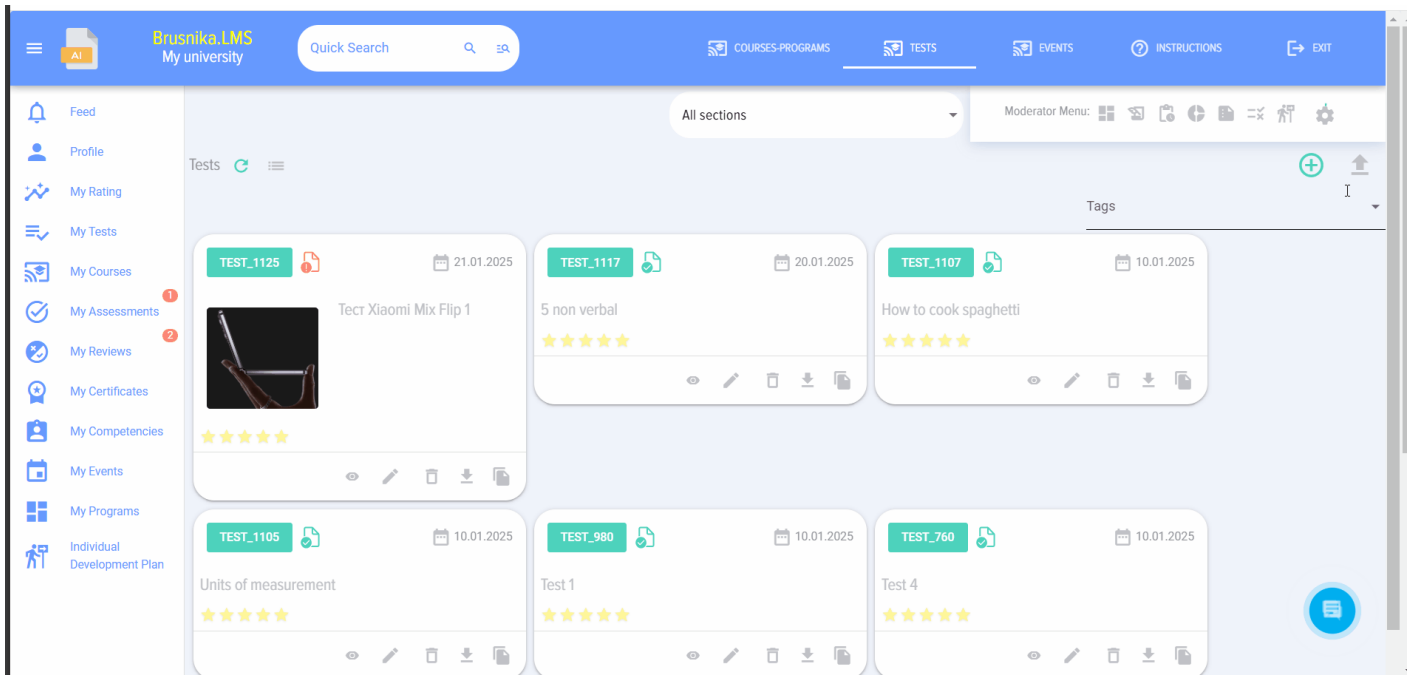 AI
Brusnika.LMS
My university
Quick Search
COURSES-PROGRAMS
TESTS
EVENTS
INSTRUCTIONS
EXIT
Feed
Profile
My Rating
My Tests
My Courses
1
My Assessments
2
My Reviews
My Certificates
My Competencies
My Events
My Programs
Individual
Development Plan
All sections
Moderator Menu:
Tests
Tags
TEST_1125
21.01.2025
Тест Xiaomi Mix Flip 1
TEST_1117
20.01.2025
5 non verbal
TEST_1107
10.01.2025
How to cook spaghetti
TEST_1105
10.01.2025
Units of measurement
TEST_980
10.01.2025
Test 1
TEST_760
10.01.2025
Test 4